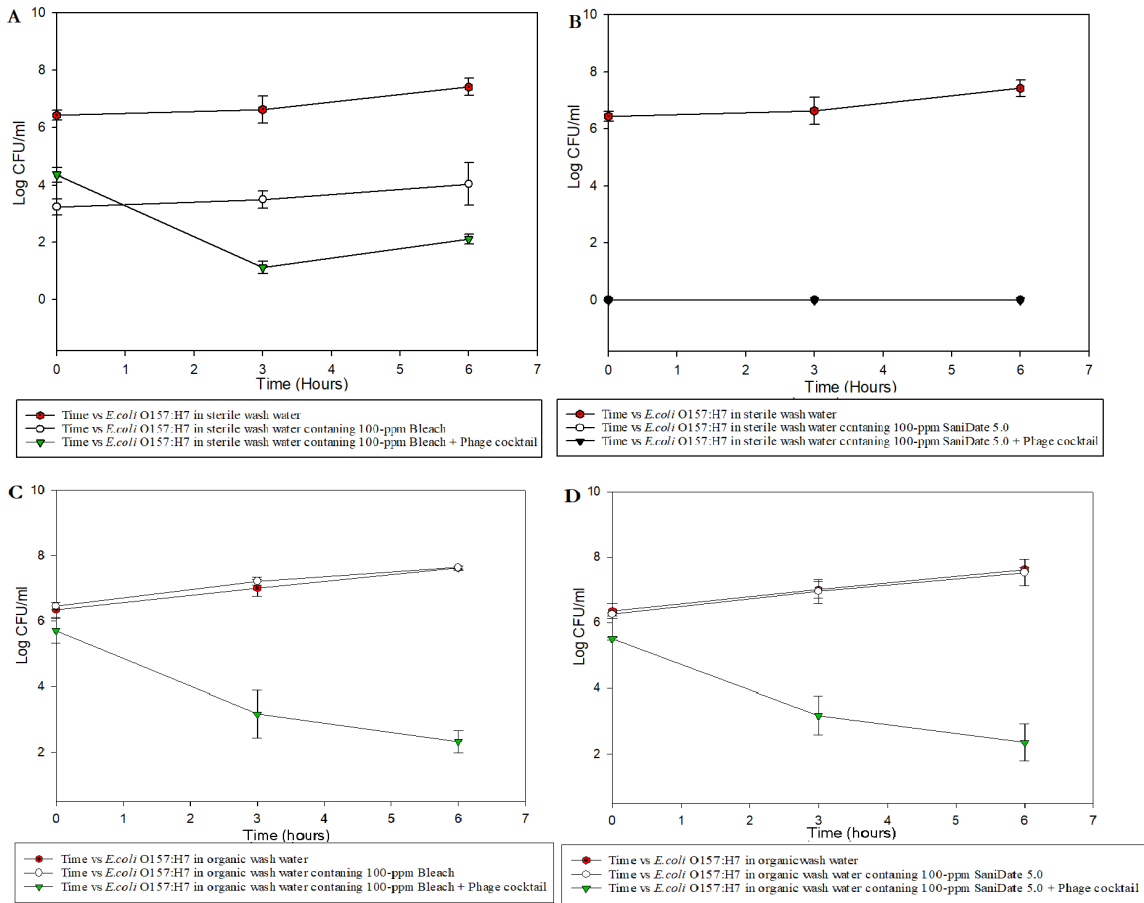 A
10
8
6
4
2
0
Log CFU/ml
0 1 2 3 4 5 6 7
Time (Hours)
Time vs E.coli O157:H7 in sterile wash water
Time vs E.coli O157:H7 in sterile wash water contaning 100-ppm Bleach
Time vs E.coli O157:H7 in sterile wash water contaning 100-ppm Bleach + Phage cocktail
B
10
8
6
4
2
0
Log CFU/ml
0 1 2 3 4 5 6 7
Time (Hours)
Time vs E.coli O157:H7 in sterile wash water
Time vs E.coli O157:H7 in sterile wash water contaning 100-ppm SaniDate 5.0
Time vs E.coli O157:H7 in sterile wash water contaning 100-ppm SaniDate 5.0 + Phage cocktail
C
10
8
6
4
2
Log CFU/ml
0 1 2 3 4 5 6 7
Time (hours)
Time vs E.coli O157:H7 in organic wash water
Time vs E.coli O157:H7 in organic wash water contaning 100-ppm Bleach
Time vs E.coli O157:H7 in organic wash water contaning 100-ppm Bleach + Phage cocktail
D
10
8
6
4
2
Log CFU/ml
0 1 2 3 4 5 6 7
Time (hours)
Time vs E.coli O157:H7 in organic wash water
Time vs E.coli O157:H7 in organic wash water contaning 100-ppm SaniDate 5.0
Time vs E.coli O157:H7 in organic wash water contaning 100-ppm SaniDate 5.0 + Phage cocktail